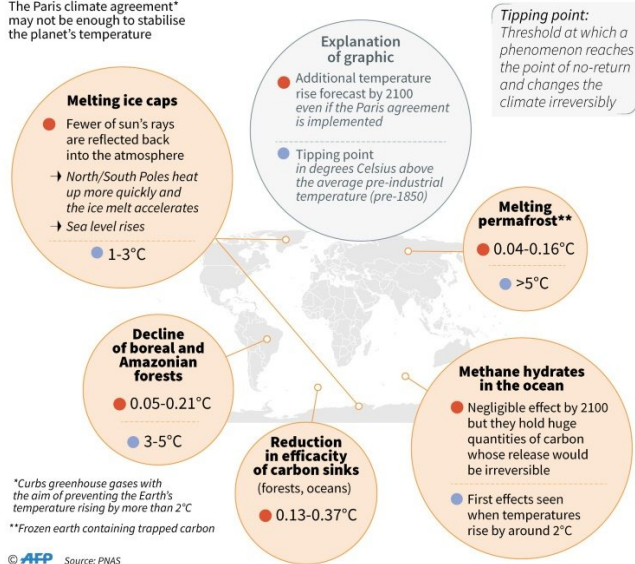 The Paris climate agreement*
may not be enough to stabilise
the planet's temperature
Explanation
of graphic
Additional temperature
rise forecast by 2100
even if the Paris agreement
is implemented
Tipping point
in degrees Celsius above
the average pre-industrial
temperature (pre-1850)
Tipping point:
Threshold at which a
phenomenon reaches
the point of no-return
and changes the
climate irreversibly
Melting ice caps
Fewer of sun's rays
are reflected back
into the atmosphere
→ North/South Poles heat
up more quickly and
the ice melt accelerates
→ Sea level rises
1-3°C
Melting
permafrost**
0.04-0.16°C
>5°C
Decline
of boreal and
Amazonian
forests
0.05-0.21°C
3-5°C
Reduction
in efficacity
of carbon sinks
(forests, oceans)
0.13-0.37°C
Methane hydrates
in the ocean
Negligible effect by 2100
but they hold huge
quantities of carbon
whose release would
be irreversible
First effects seen
when temperatures
rise by around 2°C
*Curbs greenhouse gases with
the aim of preventing the Earth's
temperature rising by more than 2°C
**Frozen earth containing trapped carbon
© AFP Source: PNAS